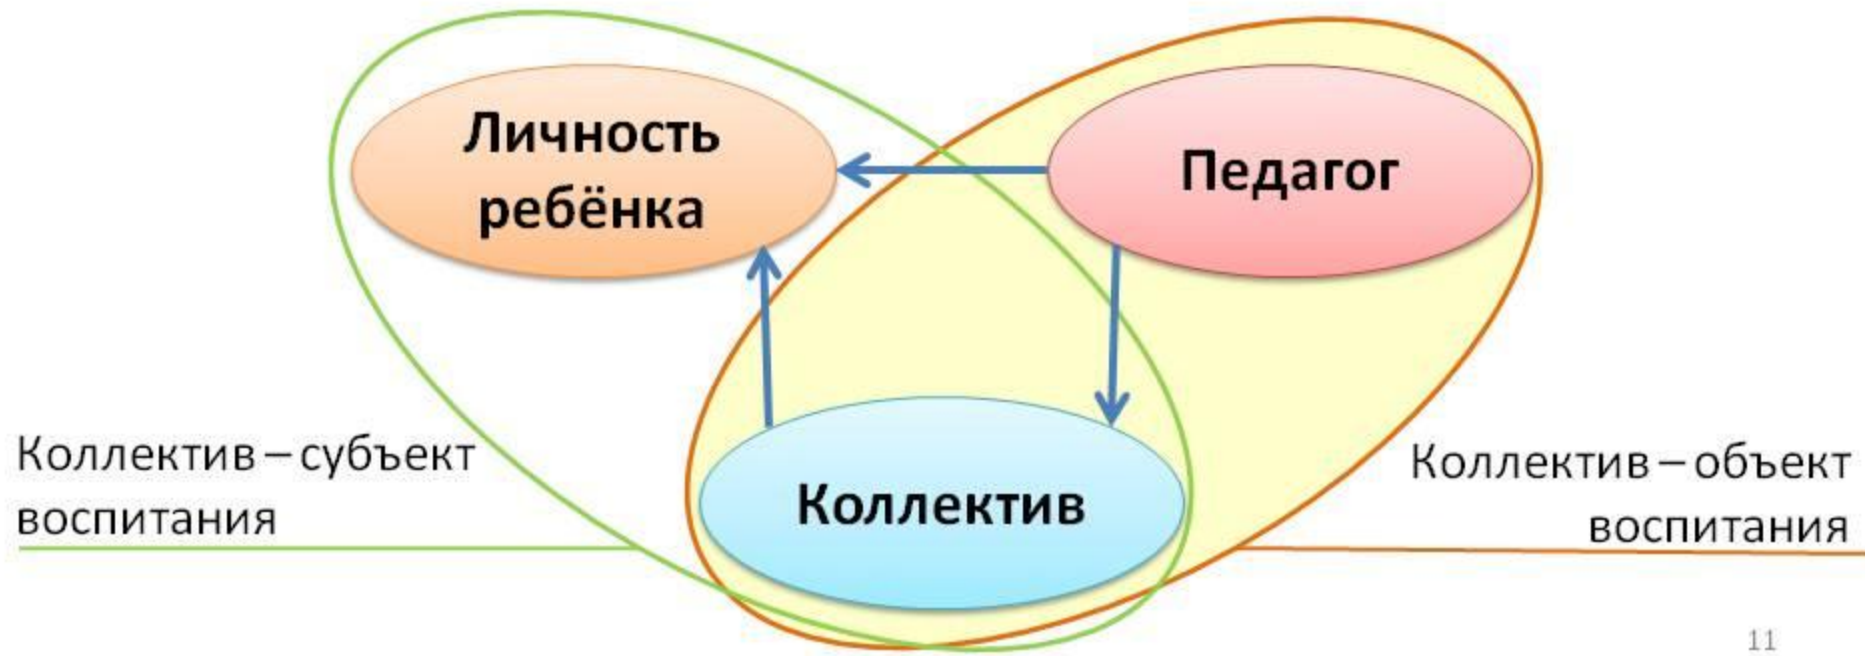 Личность
ребёнка
Педагог
Коллектив – субъект
воспитания
Коллектив
Коллектив – объект
воспитания
11